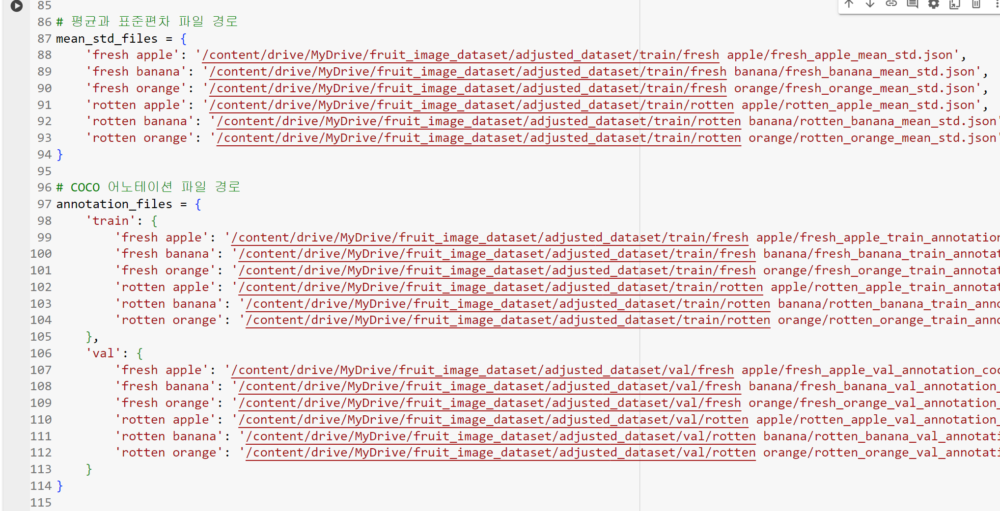 85
86 # 평균과 표준편차 파일 경로
87 mean_std_files = {
88     'fresh apple': '/content/drive/MyDrive/fruit_image_dataset/adjusted_dataset/train/fresh apple/fresh_apple_mean_std.json',
89     'fresh banana': '/content/drive/MyDrive/fruit_image_dataset/adjusted_dataset/train/fresh banana/fresh_banana_mean_std.json',
90     'fresh orange': '/content/drive/MyDrive/fruit_image_dataset/adjusted_dataset/train/fresh orange/fresh_orange_mean_std.json',
91     'rotten apple': '/content/drive/MyDrive/fruit_image_dataset/adjusted_dataset/train/rotten apple/rotten_apple_mean_std.json',
92     'rotten banana': '/content/drive/MyDrive/fruit_image_dataset/adjusted_dataset/train/rotten banana/rotten_banana_mean_std.json'
93     'rotten orange': '/content/drive/MyDrive/fruit_image_dataset/adjusted_dataset/train/rotten orange/rotten_orange_mean_std.json'
94 }
95
96 # COCO 어노테이션 파일 경로
97 annotation_files = {
98     'train': {
99         'fresh apple': '/content/drive/MyDrive/fruit_image_dataset/adjusted_dataset/train/fresh apple/fresh_apple_train_annotation
100         'fresh banana': '/content/drive/MyDrive/fruit_image_dataset/adjusted_dataset/train/fresh banana/fresh_banana_train_annotat
101         'fresh orange': '/content/drive/MyDrive/fruit_image_dataset/adjusted_dataset/train/fresh orange/fresh_orange_train_annotat
102         'rotten apple': '/content/drive/MyDrive/fruit_image_dataset/adjusted_dataset/train/rotten apple/rotten_apple_train_annotat
103         'rotten banana': '/content/drive/MyDrive/fruit_image_dataset/adjusted_dataset/train/rotten banana/rotten_banana_train_anno
104         'rotten orange': '/content/drive/MyDrive/fruit_image_dataset/adjusted_dataset/train/rotten orange/rotten_orange_train_anno
105     },
106     'val': {
107         'fresh apple': '/content/drive/MyDrive/fruit_image_dataset/adjusted_dataset/val/fresh apple/fresh_apple_val_annotation_coc
108         'fresh banana': '/content/drive/MyDrive/fruit_image_dataset/adjusted_dataset/val/fresh banana/fresh_banana_val_annotation_
109         'fresh orange': '/content/drive/MyDrive/fruit_image_dataset/adjusted_dataset/val/fresh orange/fresh_orange_val_annotation_
110         'rotten apple': '/content/drive/MyDrive/fruit_image_dataset/adjusted_dataset/val/rotten apple/rotten_apple_val_annotation_
111         'rotten banana': '/content/drive/MyDrive/fruit_image_dataset/adjusted_dataset/val/rotten banana/rotten_banana_val_annotati
112         'rotten orange': '/content/drive/MyDrive/fruit_image_dataset/adjusted_dataset/val/rotten orange/rotten_orange_val_annotati
113     }
114 }
115